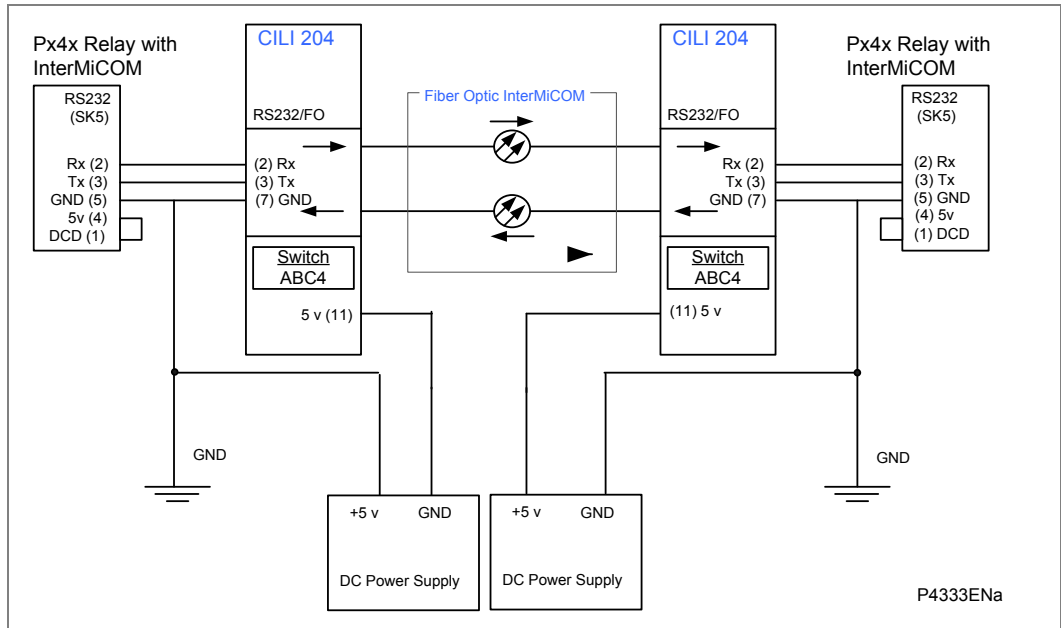 Px4x Relay with
InterMiCOM
RS232
(SK5)
Rx (2)
Tx (3)
GND (5)
5v (4)
DCD (1)
CILI 204
RS232/FO
(2) Rx
(3) Tx
(7) GND
Switch
ABC4
5 v (11)
Fiber Optic InterMiCOM
CILI 204
RS232/FO
Rx (2)
Tx (3)
GND (7)
Switch
ABC4
(11) 5 v
Px4x Relay with
InterMiCOM
RS232
(SK5)
(2) Rx
(3) Tx
(5) GND
(4) 5v
(1) DCD
GND
GND
+5 v GND
DC Power Supply
+5 v GND
DC Power Supply
P4333ENa